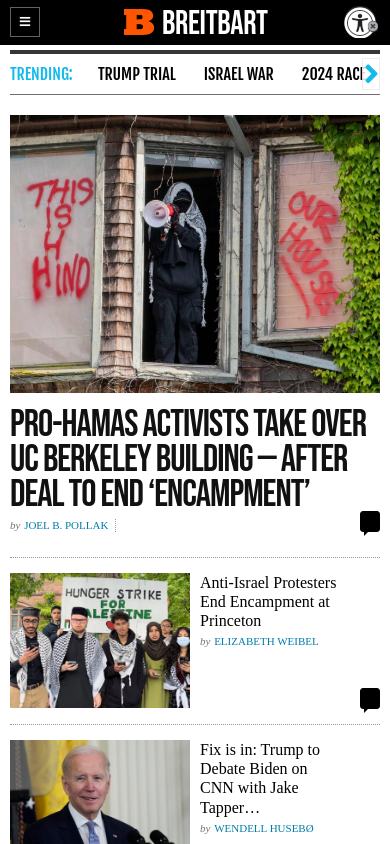 BREITBART
TRENDING:
TRUMP TRIAL
ISRAEL WAR
2024 RACE
THIS
IS
H
HIND
OUR
HOUSE
PRO-HAMAS ACTIVISTS TAKE OVER
UC BERKELEY BUILDING — AFTER
DEAL TO END ‘ENCAMPMENT’
by JOEL B. POLLAK
HUNGER STRIKE
FOR
PALESTINE
Anti-Israel Protesters
End Encampment at
Princeton
by ELIZABETH WEIBEL
Fix is in: Trump to
Debate Biden on
CNN with Jake
Tapper…
by WENDELL HUSEBØ